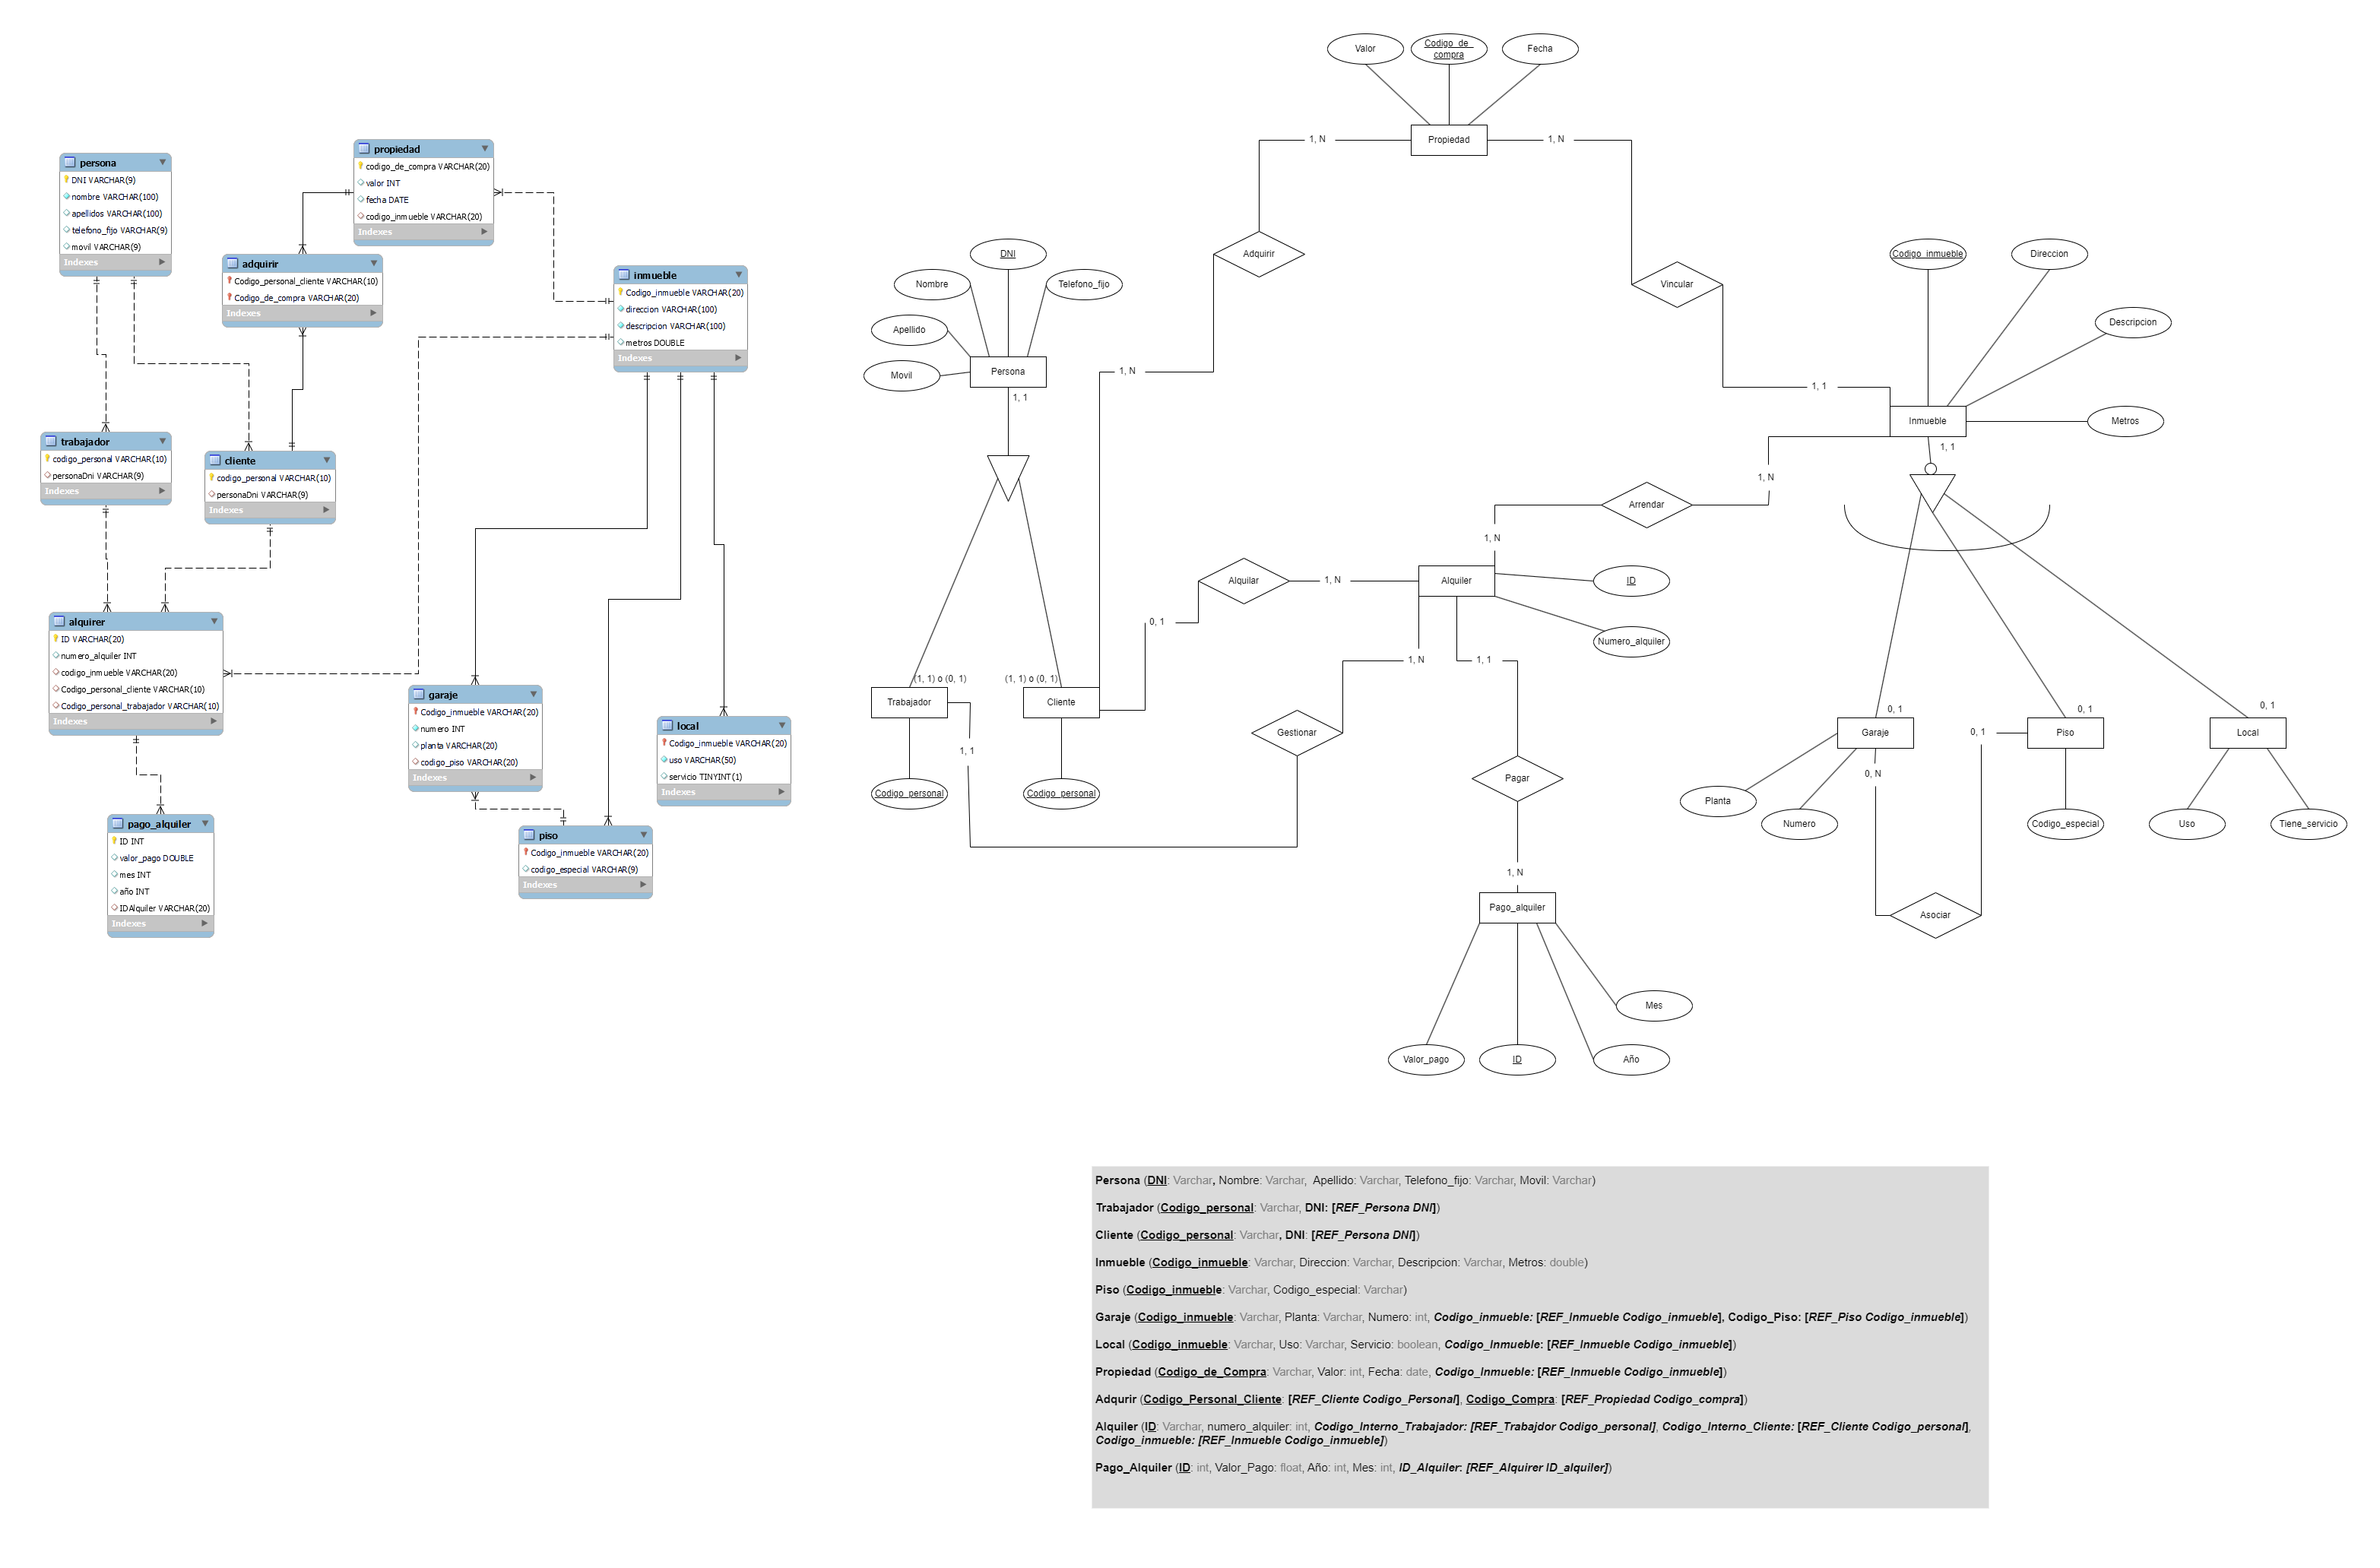 persona
DNI VARCHAR(9)
nombre VARCHAR(100)
apellidos VARCHAR(100)
telefono_fijo VARCHAR(9)
movil VARCHAR(9)
Indexes
propiedad
codigo_de_compra VARCHAR(20)
valor INT
fecha DATE
codigo_inmueble VARCHAR(20)
Indexes
adquirir
Codigo_personal_cliente VARCHAR(10)
Codigo_de_compra VARCHAR(20)
Indexes
inmueble
Codigo_inmueble VARCHAR(20)
direccion VARCHAR(100)
descripcion VARCHAR(100)
metros DOUBLE
Indexes
trabajador
codigo_personal VARCHAR(10)
personaDni VARCHAR(9)
Indexes
cliente
codigo_personal VARCHAR(10)
personaDni VARCHAR(9)
Indexes
alquirer
ID VARCHAR(20)
numero_alquiler INT
codigo_inmueble VARCHAR(20)
Codigo_personal_cliente VARCHAR(10)
Codigo_personal_trabajador VARCHAR(10)
Indexes
garaje
Codigo_inmueble VARCHAR(20)
numero INT
planta VARCHAR(20)
codigo_piso VARCHAR(20)
Indexes
local
Codigo_inmueble VARCHAR(20)
uso VARCHAR(50)
servicio TINYINT(1)
Indexes
pago_alquiler
ID INT
valor_pago DOUBLE
mes INT
año INT
IDAlquiler VARCHAR(20)
Indexes
piso
Codigo_inmueble VARCHAR(20)
codigo_especial VARCHAR(9)
Indexes
Valor
Codigo_de_
compra
Fecha
1, N
Propiedad
1, N
Adquirir
Vincular
DNI
Nombre
Telefono_fijo
Apellido
Movil
Persona
1, N
1, 1
Codigo_inmueble
Direccion
Descripcion
1, 1
Inmueble
Metros
1, 1
1, N
Arrendar
1, N
Alquilar
1, N
Alquiler
ID
0, 1
Numero_alquiler
1, N
1, 1
(1, 1) o (0, 1)
(1, 1) o (0, 1)
Trabajador
Cliente
Gestionar
1, 1
Codigo_personal
Codigo_personal
Pagar
1, N
Pago_alquiler
Mes
Valor_pago
ID
Año
0, 1
0, 1
0, 1
Garaje
0, 1
Piso
Local
0, N
Planta
Numero
Codigo_especial
Uso
Tiene_servicio
Asociar
Persona (DNI: Varchar, Nombre: Varchar, Apellido: Varchar, Telefono_fijo: Varchar, Movil: Varchar)
Trabajador (Codigo_personal: Varchar, DNI: [REF_Persona DNI])
Cliente (Codigo_personal: Varchar, DNI: [REF_Persona DNI])
Inmueble (Codigo_inmueble: Varchar, Direccion: Varchar, Descripcion: Varchar, Metros: double)
Piso (Codigo_inmueble: Varchar, Codigo_especial: Varchar)
Garaje (Codigo_inmueble: Varchar, Planta: Varchar, Numero: int, Codigo_inmueble: [REF_Inmueble Codigo_inmueble], Codigo_Piso: [REF_Piso Codigo_inmueble])
Local (Codigo_inmueble: Varchar, Uso: Varchar, Servicio: boolean, Codigo_Inmueble: [REF_Inmueble Codigo_inmueble])
Propiedad (Codigo_de_Compra: Varchar, Valor: int, Fecha: date, Codigo_Inmueble: [REF_Inmueble Codigo_inmueble])
Adqurir (Codigo_Personal_Cliente: [REF_Cliente Codigo_Personal], Codigo_Compra: [REF_Propiedad Codigo_compra])
Alquiler (ID: Varchar, numero_alquiler: int, Codigo_Interno_Trabajador: [REF_Trabajdor Codigo_personal], Codigo_Interno_Cliente: [REF_Cliente Codigo_personal],
Codigo_inmueble: [REF_Inmueble Codigo_inmueble])
Pago_Alquiler (ID: int, Valor_Pago: float, Año: int, Mes: int, ID_Alquiler: [REF_Alquirer ID_alquiler])